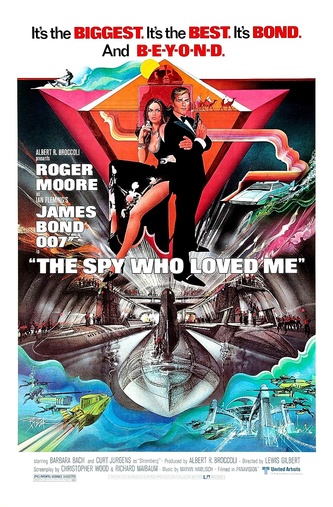 It's the BIGGEST. It's the BEST. It's BOND.
And B·E·Y·O·N·D.
ALBERT R. BROCCOLI
presents
ROGER
MOORE
as
IAN FLEMING'S
JAMES
BOND
007
in
"THE SPY WHO LOVED ME"
starring BARBARA BACH and CURT JURGENS as "Stromberg" Produced by ALBERT R. BROCCOLI Directed by LEWIS GILBERT
Screenplay by CHRISTOPHER WOOD & RICHARD MAIBAUM Music by MARVIN HAMLISCH Filmed in PANAVISION United Artists